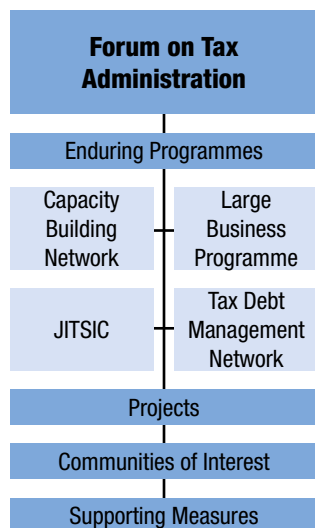 Forum on Tax
Administration
Enduring Programmes
Capacity
Building
Network
Large
Business
Programme
JITSIC
Tax Debt
Management
Network
Projects
Communities of Interest
Supporting Measures